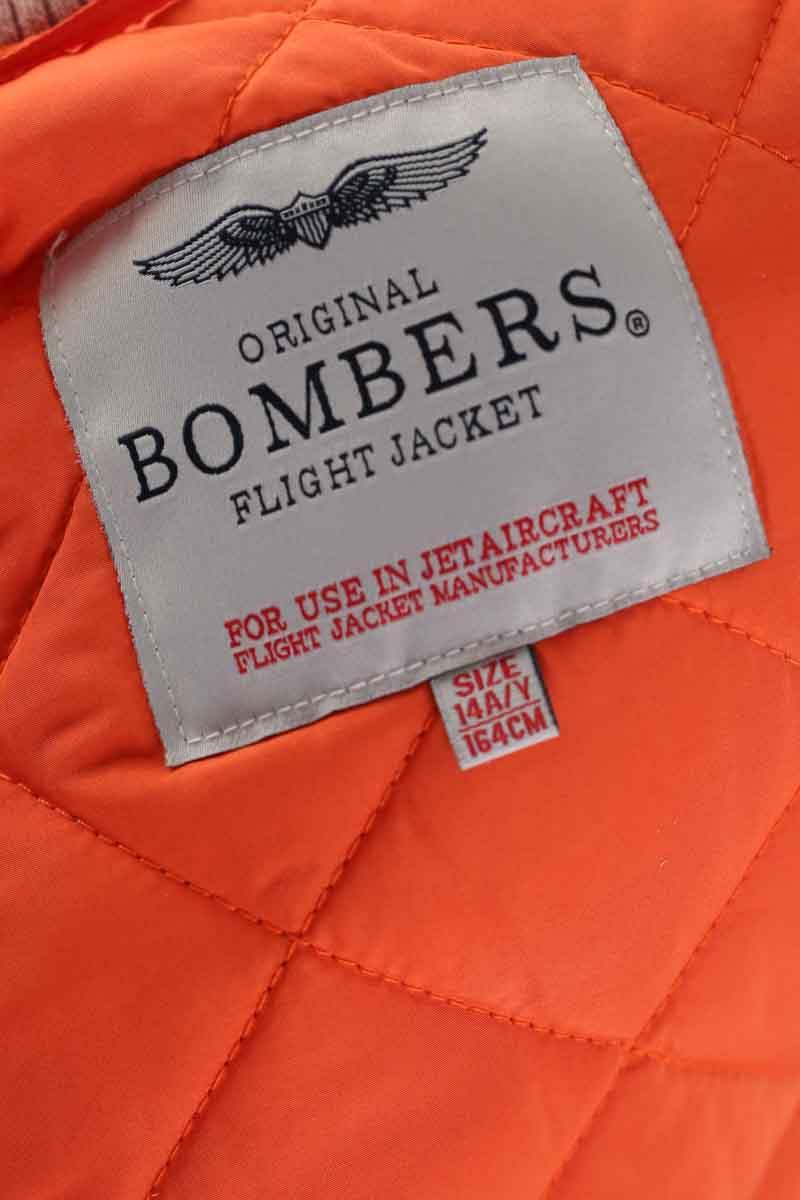 ORIGINAL
BOMBERS®
FLIGHT JACKET
FOR USE IN JETAIRCRAFT
FLIGHT JACKET MANUFACTURERS
SIZE
14A/Y
164CM